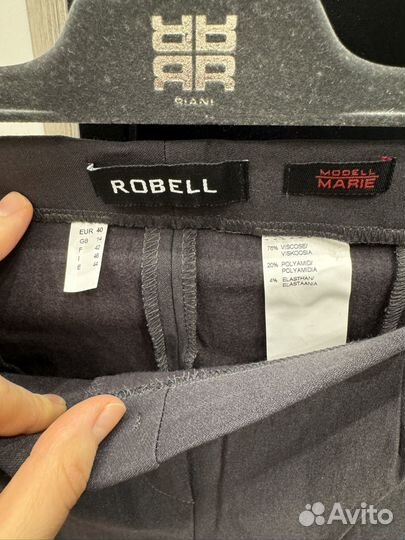 RIANI
ROBELL
MODELL
MARIE
EUR 40
GB 14
F 42
I 46
E 44
76% VISCOSE/
VISKOOSIA
20% POLYAMID/
POLYAMIDIA
4% ELASTHAN/
ELASTAANIA
Avito